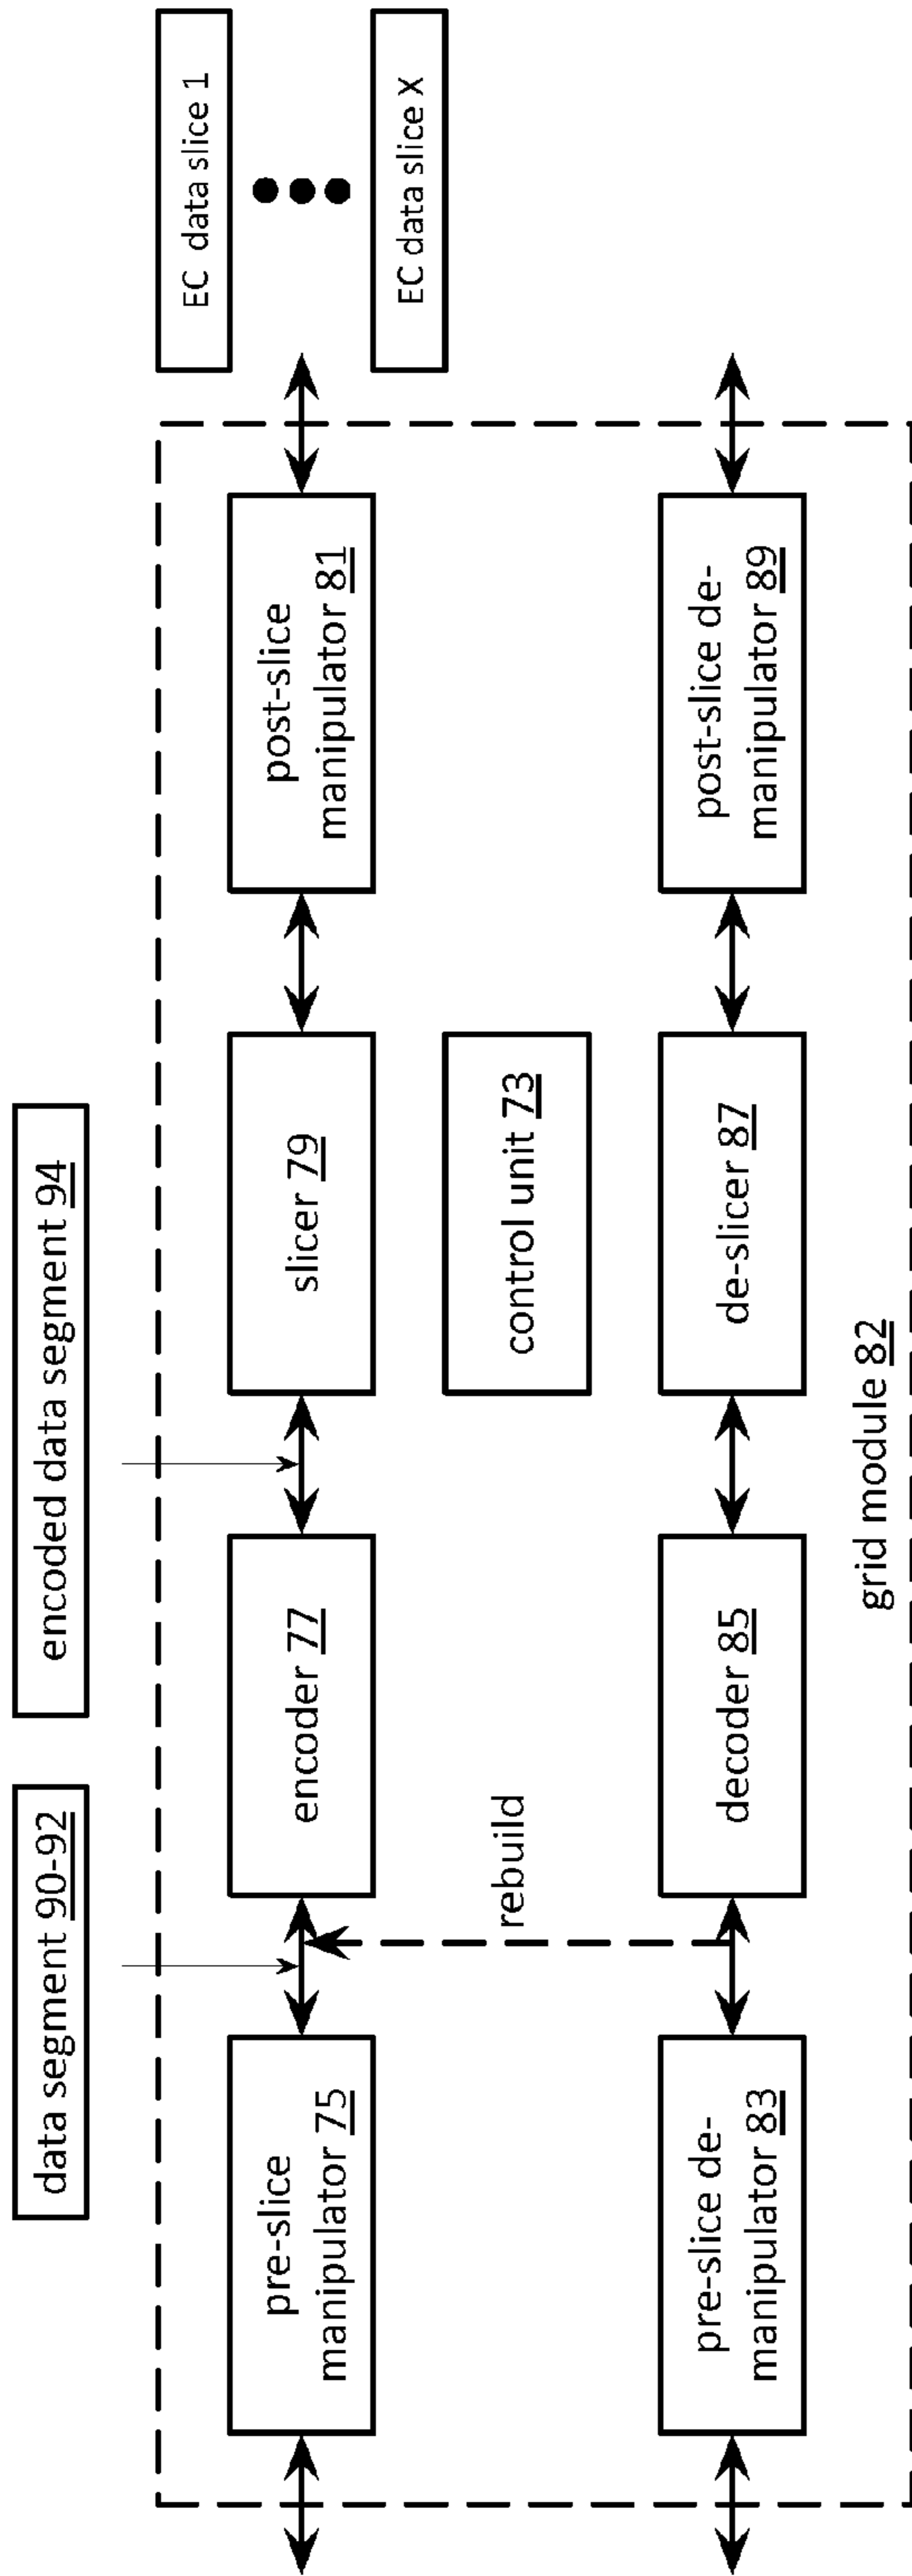 data segment 90-92
encoded data segment 94
EC data slice 1
EC data slice X
pre-slice
manipulator 75
encoder 77
slicer 79
post-slice
manipulator 81
rebuild
control unit 73
pre-slice de-
manipulator 83
decoder 85
de-slicer 87
post-slice de-
manipulator 89
grid module 82